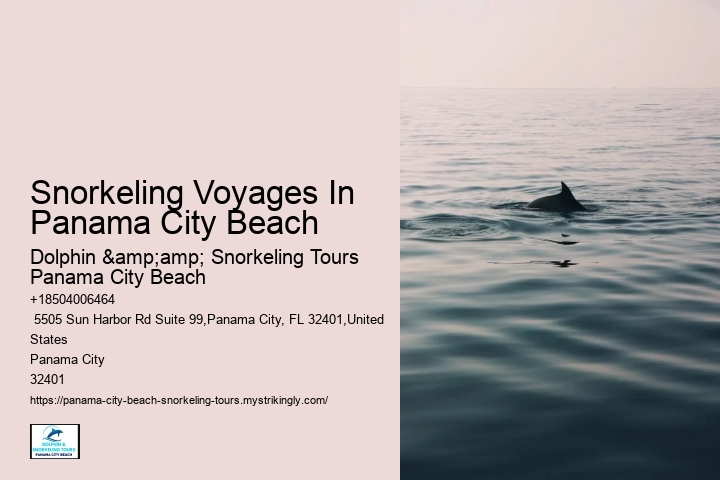 Snorkeling Voyages In
Panama City Beach
Dolphin &amp;amp; Snorkeling Tours
Panama City Beach
+18504006464
5505 Sun Harbor Rd Suite 99,Panama City, FL 32401,United
States
Panama City
32401
https://panama-city-beach-snorkeling-tours.mystrikingly.com/
DOLPHIN &
SNORKELING TOURS
PANAMA CITY BEACH